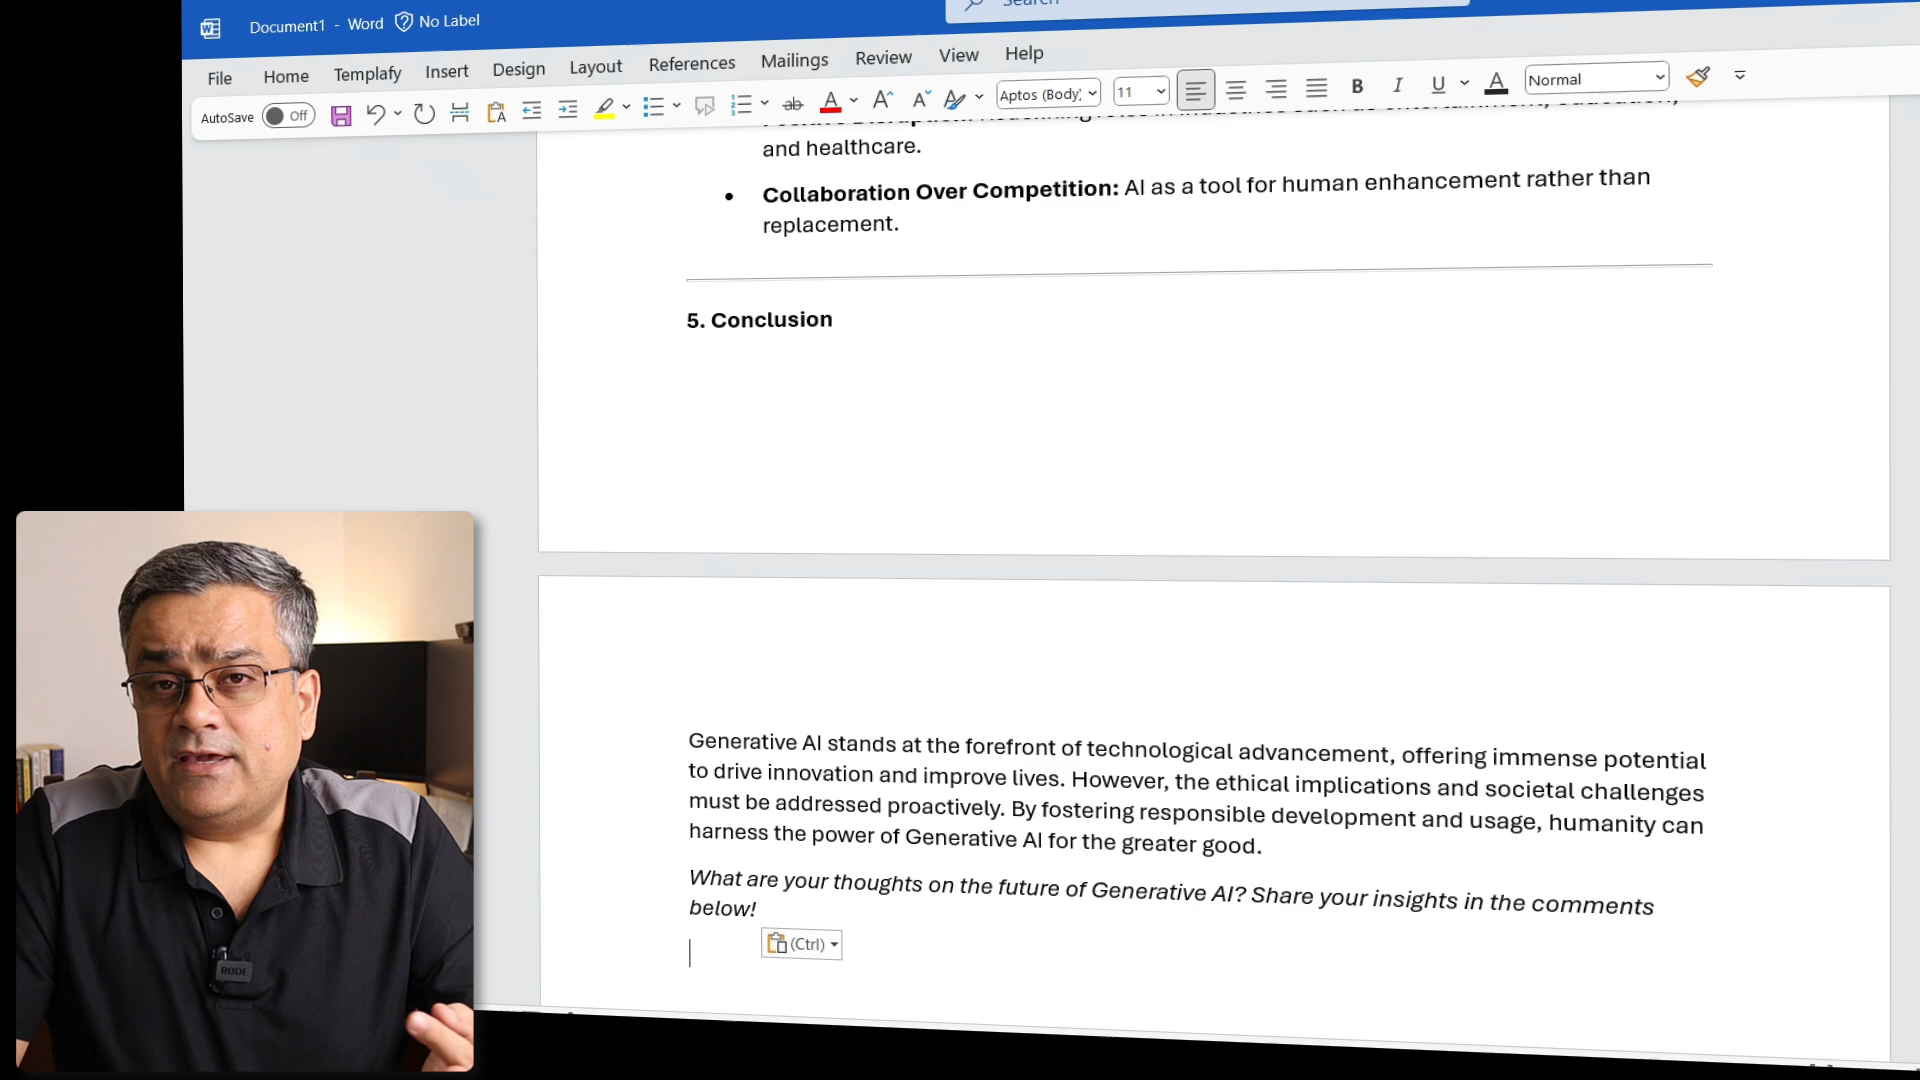 Search
Document1 - Word No Label
File Home Templafy Insert Design Layout References Mailings Review View Help
AutoSave Off Aptos (Body) 11 B I U Normal
and healthcare.
• Collaboration Over Competition: AI as a tool for human enhancement rather than
replacement.
5. Conclusion
Generative AI stands at the forefront of technological advancement, offering immense potential
to drive innovation and improve lives. However, the ethical implications and societal challenges
must be addressed proactively. By fostering responsible development and usage, humanity can
harness the power of Generative AI for the greater good.
What are your thoughts on the future of Generative AI? Share your insights in the comments
below!
(Ctrl)
RODE